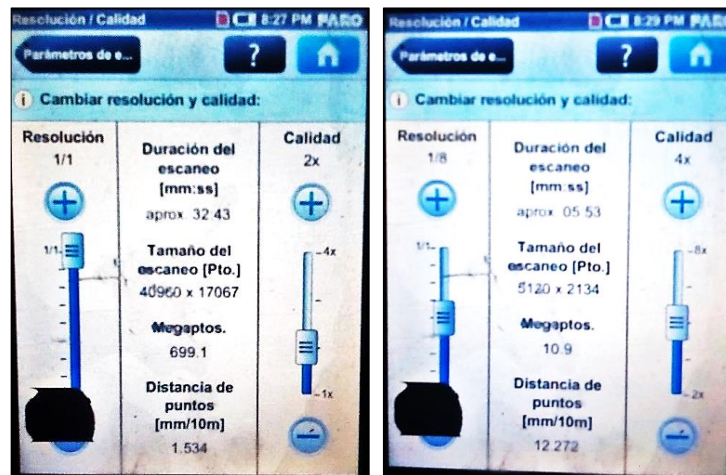 Resolución / Calidad 8:27 PM FARO
Parámetros de e...
?
i Cambiar resolución y calidad:
Resolución
1/1
1/1
Duración del
escaneo
[mm:ss]
aprox. 32:43
Tamaño del
escaneo [Pto.]
40960 x 17067
Megaptos.
699.1
Distancia de
puntos
[mm/10m]
1.534
Calidad
2x
4x
1x
Resolución / Calidad 8:29 PM FARO
Parámetros de e...
?
i Cambiar resolución y calidad:
Resolución
1/8
1/1
Duración del
escaneo
[mm:ss]
aprox. 05:53
Tamaño del
escaneo [Pto.]
5120 x 2134
Megaptos.
10.9
Distancia de
puntos
[mm/10m]
12.272
Calidad
4x
8x
2x